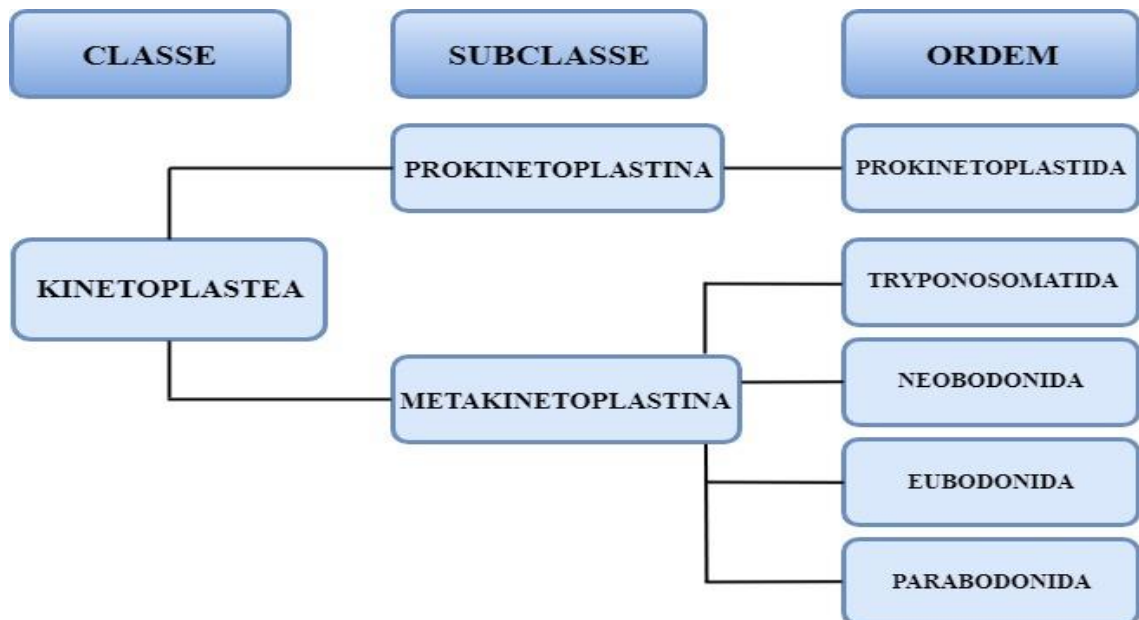 CLASSE
SUBCLASSE
ORDEM
PROKINETOPLASTINA
PROKINETOPLASTIDA
KINETOPLASTEA
TRYPONOSOMATIDA
METAKINETOPLASTINA
NEOBODONIDA
EUBODONIDA
PARABODONIDA